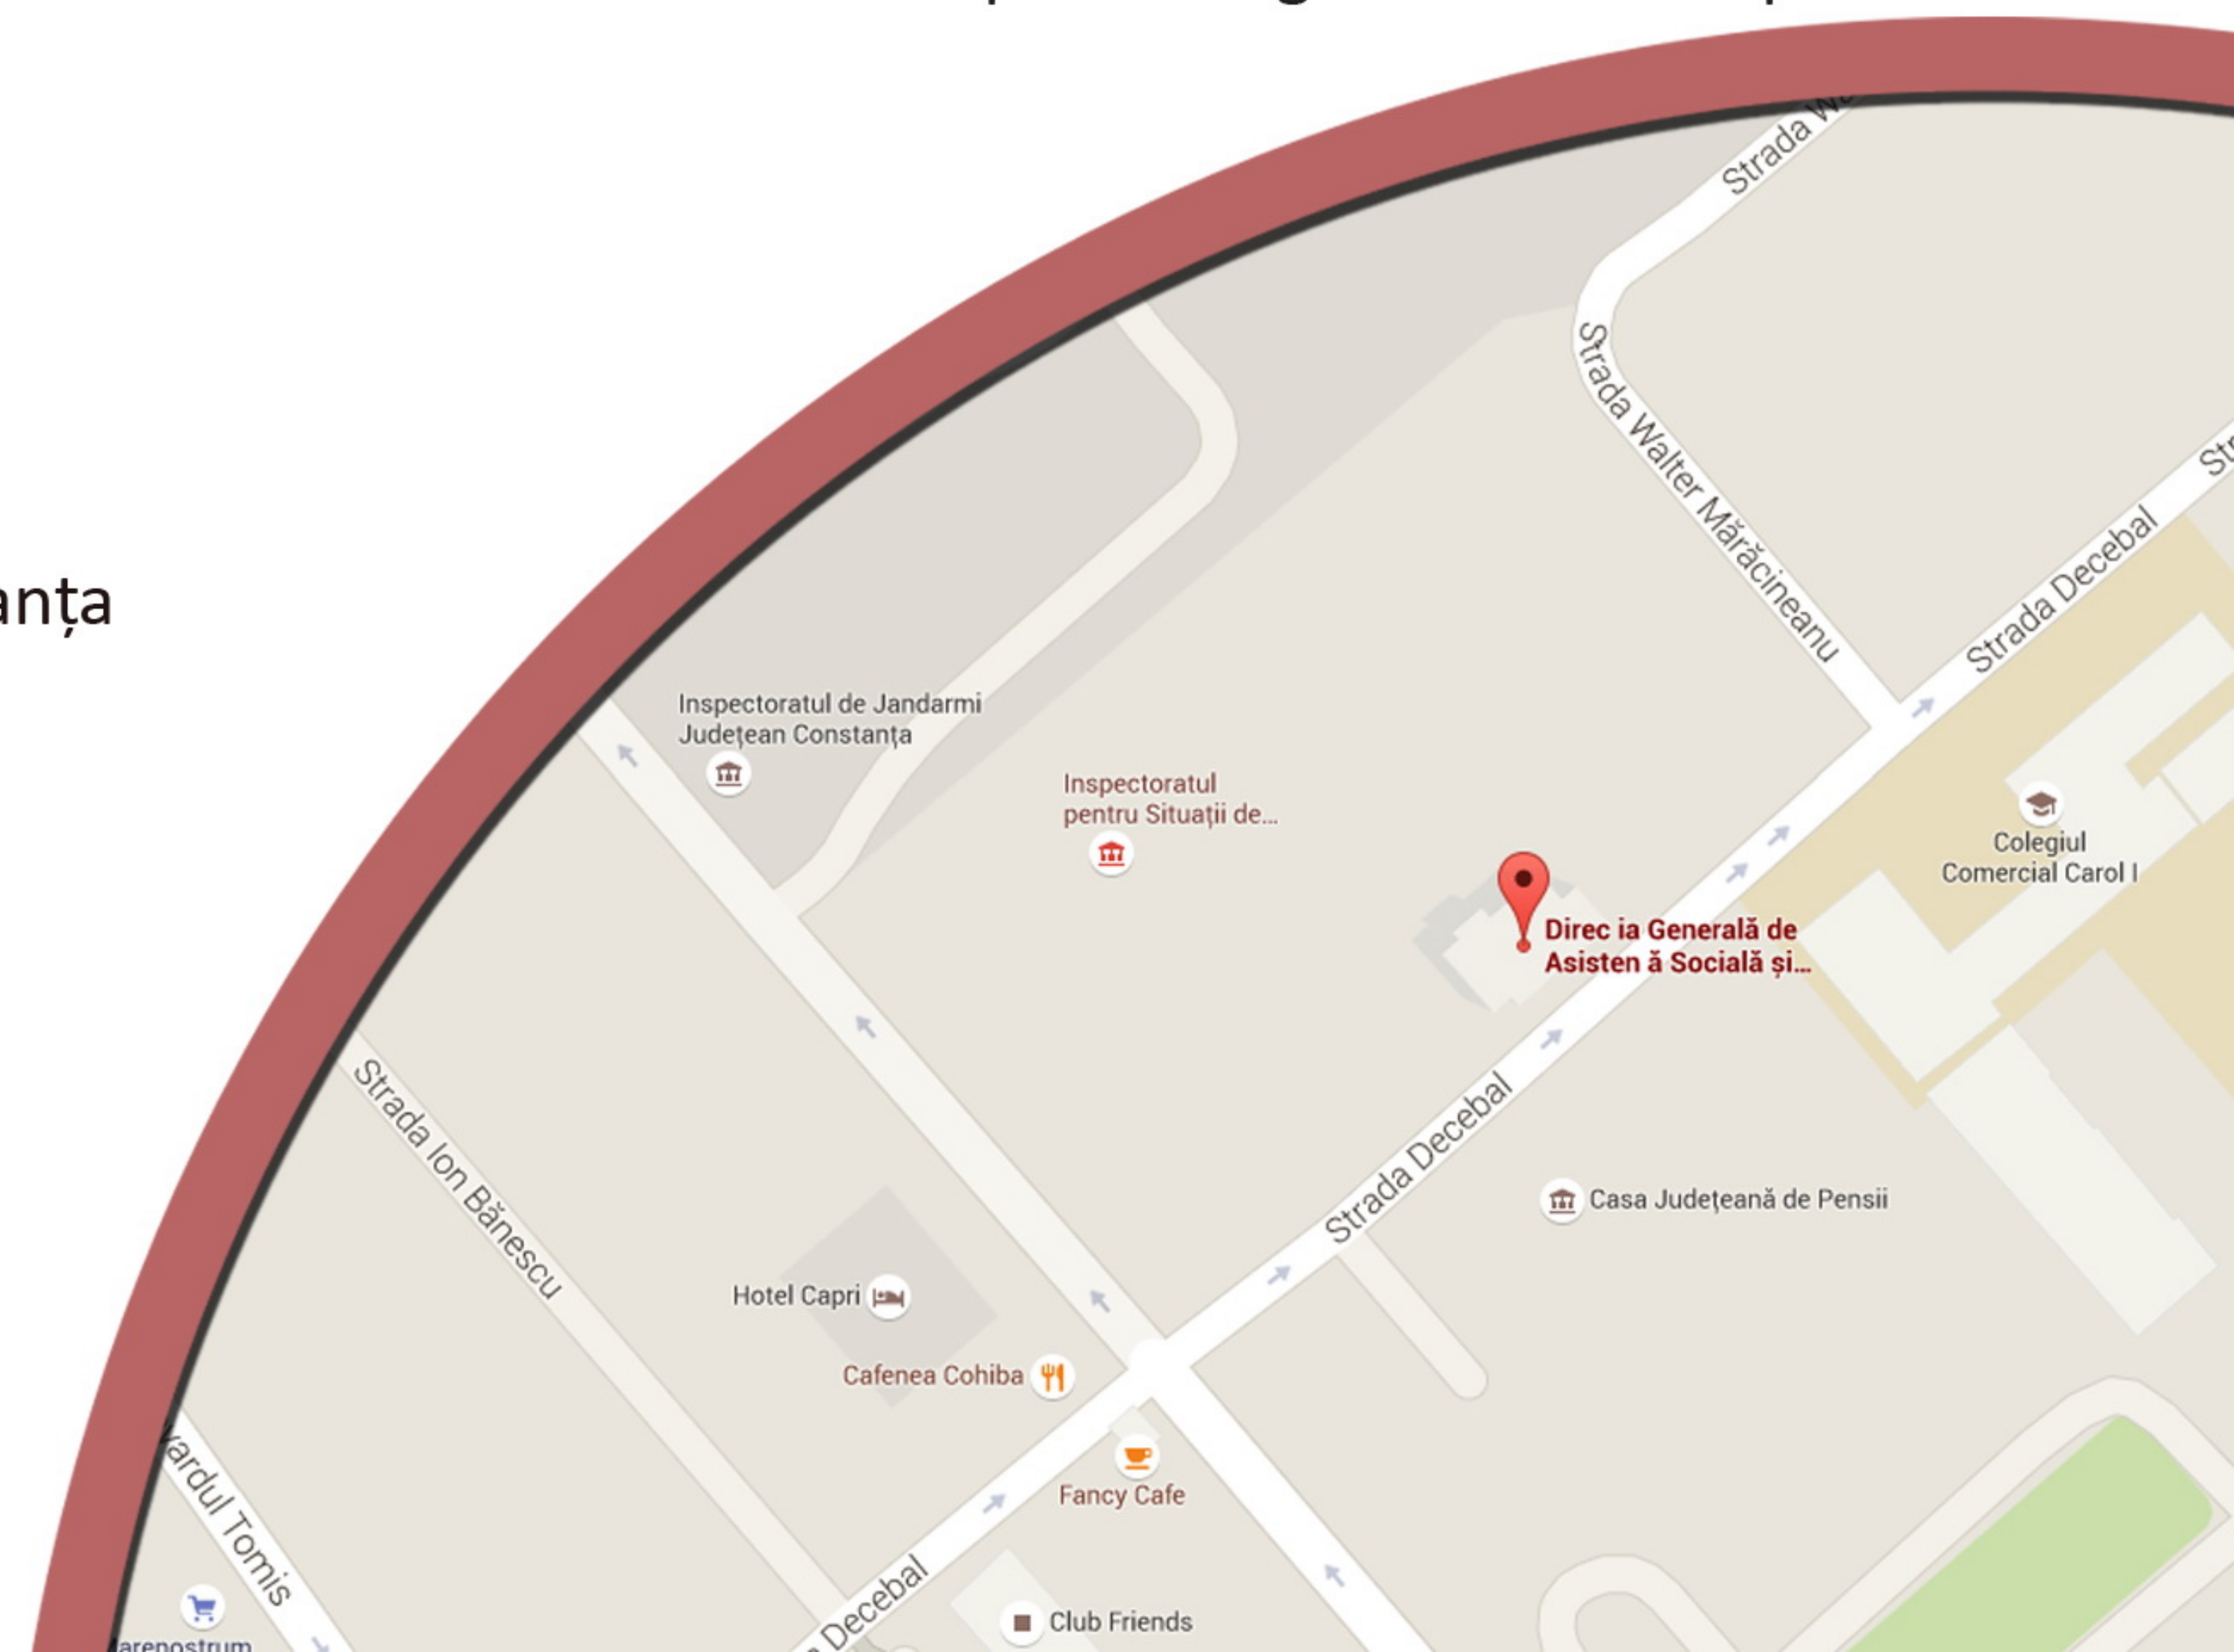 anța
Strada
Strada Walter Mărăcineanu
Strada Decebal
Inspectoratul de Jandarmi
Județean Constanța
Inspectoratul
pentru Situații de...
Colegiul
Comercial Carol I
Direc ia Generală de
Asisten ă Socială și...
Strada Ion Bănescu
Strada Decebal
Casa Județeană de Pensii
Hotel Capri
Cafenea Cohiba
Fancy Cafe
vardul Tomis
Decebal
Club Friends
arenostrum